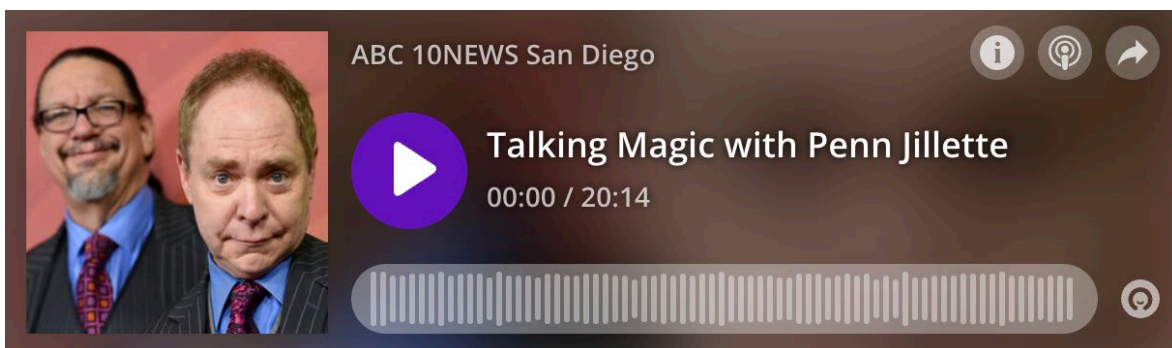 ABC 10NEWS San Diego
Talking Magic with Penn Jillette
00:00 / 20:14